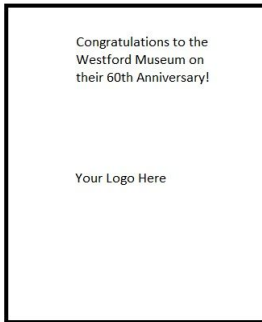 Congratulations to the
Westford Museum on
their 60th Anniversary!
Your Logo Here